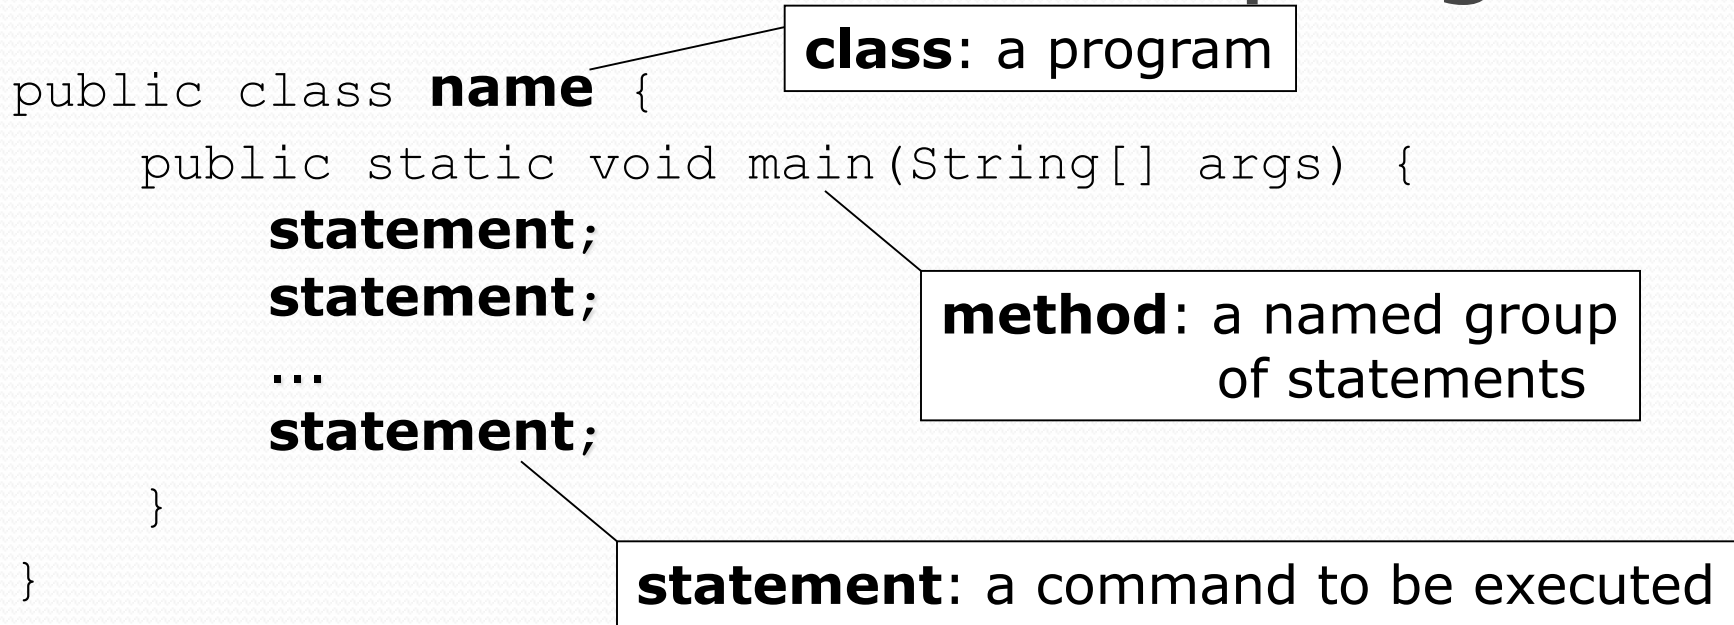 class: a program
public class name {
public static void main(String[] args) {
statement;
statement;
...
statement;
method: a named group
of statements
}
}
statement: a command to be executed